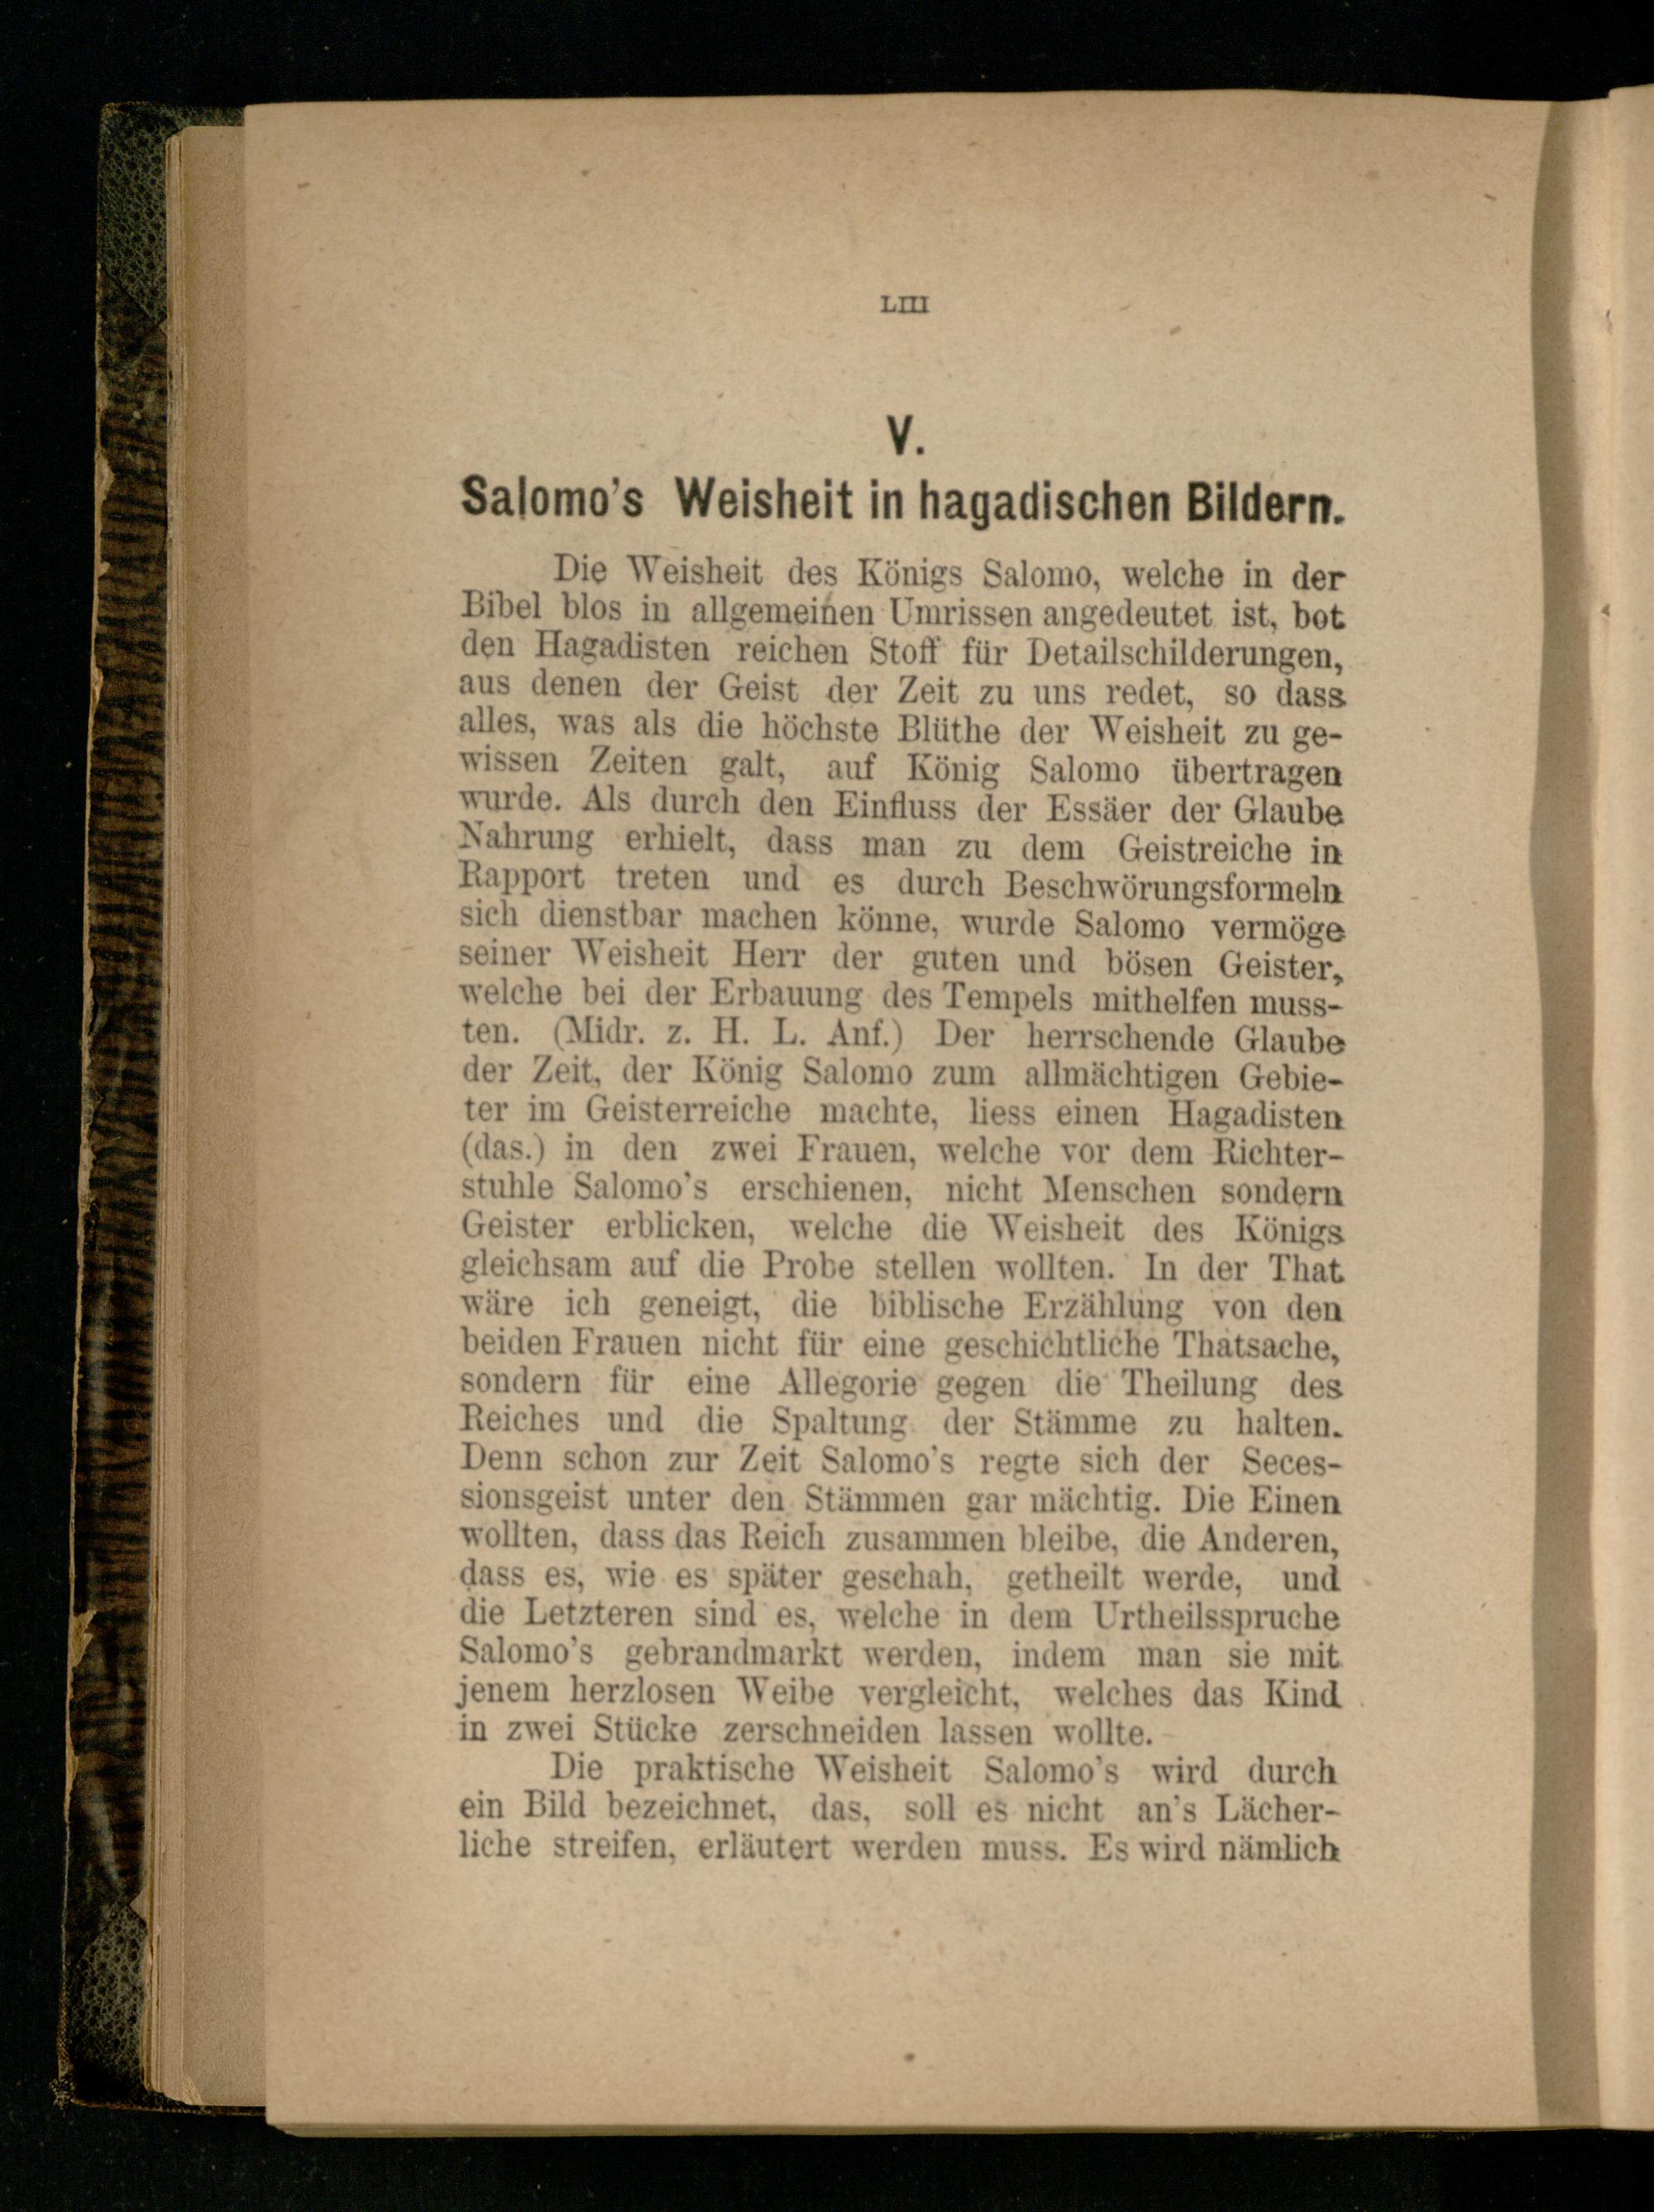 LIII
V.
Salomo's Weisheit in hagadischen Bildern.
Die Weisheit des Königs Salomo, welche in der
Bibel blos in allgemeinen Umrissen angedeutet ist, bot
den Hagadisten reichen Stoff für Detailschilderungen,
aus denen der Geist der Zeit zu uns redet, so dass
alles, was als die höchste Blüthe der Weisheit zu ge-
wissen Zeiten galt, auf König Salomo übertragen
wurde. Als durch den Einfluss der Essäer der Glaube
Nahrung erhielt, dass man zu dem Geistreiche in
Rapport treten und es durch Beschwörungsformeln
sich dienstbar machen könne, wurde Salomo vermöge
seiner Weisheit Herr der guten und bösen Geister,
welche bei der Erbauung des Tempels mithelfen muss-
ten. (Midr. z. H. L. Anf.) Der herrschende Glaube
der Zeit, der König Salomo zum allmächtigen Gebie-
ter im Geisterreiche machte, liess einen Hagadisten
(das.) in den zwei Frauen, welche vor dem Richter-
stuhle Salomo's erschienen, nicht Menschen sondern
Geister erblicken, welche die Weisheit des Königs
gleichsam auf die Probe stellen wollten. In der That
wäre ich geneigt, die biblische Erzählung von den
beiden Frauen nicht für eine geschichtliche Thatsache,
sondern für eine Allegorie gegen die Theilung des
Reiches und die Spaltung der Stämme zu halten.
Denn schon zur Zeit Salomo's regte sich der Seces-
sionsgeist unter den Stämmen gar mächtig. Die Einen
wollten, dass das Reich zusammen bleibe, die Anderen,
dass es, wie es später geschah, getheilt werde, und
die Letzteren sind es, welche in dem Urtheilsspruche
Salomo's gebrandmarkt werden, indem man sie mit
jenem herzlosen Weibe vergleicht, welches das Kind
in zwei Stücke zerschneiden lassen wollte.
Die praktische Weisheit Salomo's wird durch
ein Bild bezeichnet, das, soll es nicht an's Lächer-
liche streifen, erläutert werden muss. Es wird nämlich